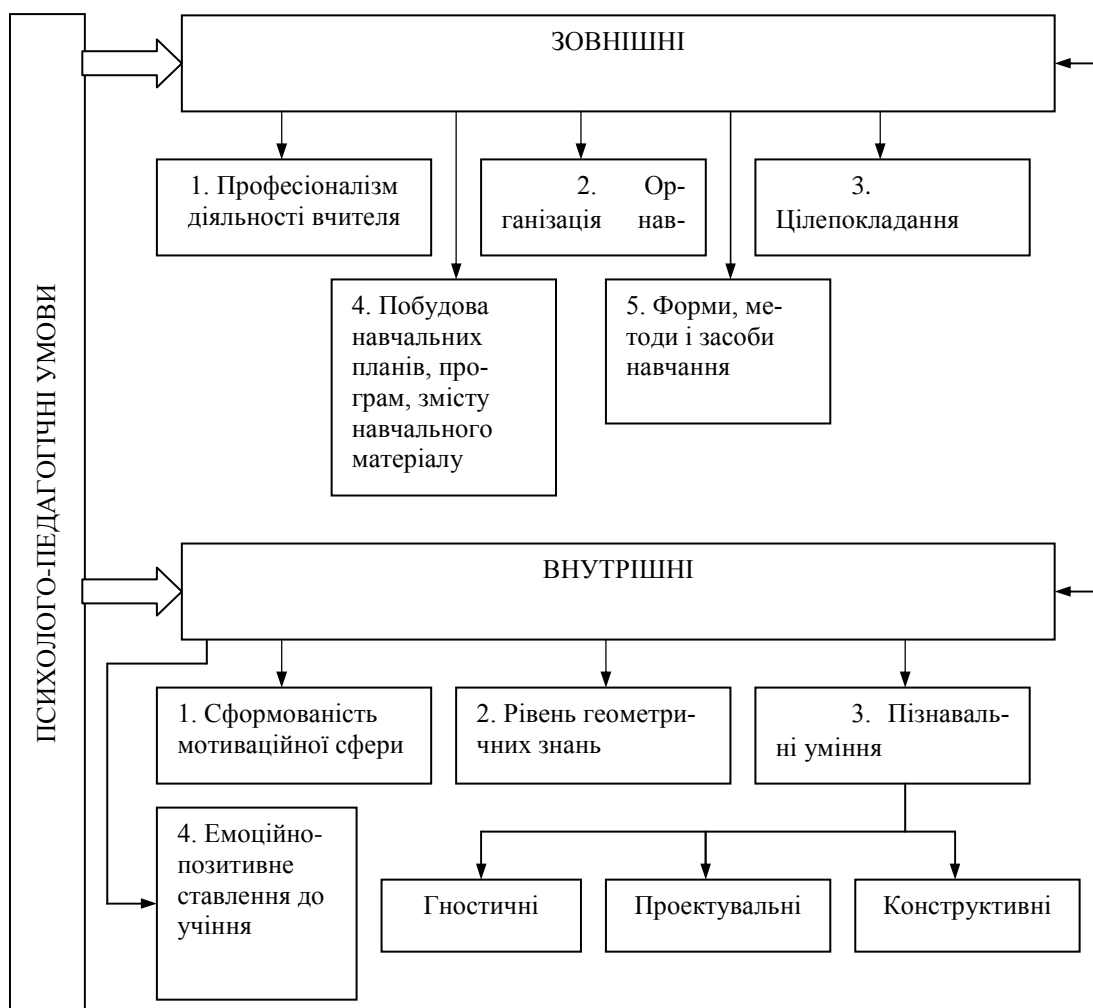 ПСИХОЛОГО-ПЕДАГОГІЧНІ УМОВИ
ЗОВНІШНІ
1. Професіоналізм
діяльності вчителя
2. Ор-
ганізація нав-
3.
Цілепокладання
4. Побудова
навчальних
планів, про-
грам, змісту
навчального
матеріалу
5. Форми, ме-
тоди і засоби
навчання
ВНУТРІШНІ
1. Сформованість
мотиваційної сфери
2. Рівень геометри-
чних знань
3. Пізнаваль-
ні уміння
4. Емоційно-
позитивне
ставлення до
учіння
Гностичні
Проектувальні
Конструктивні